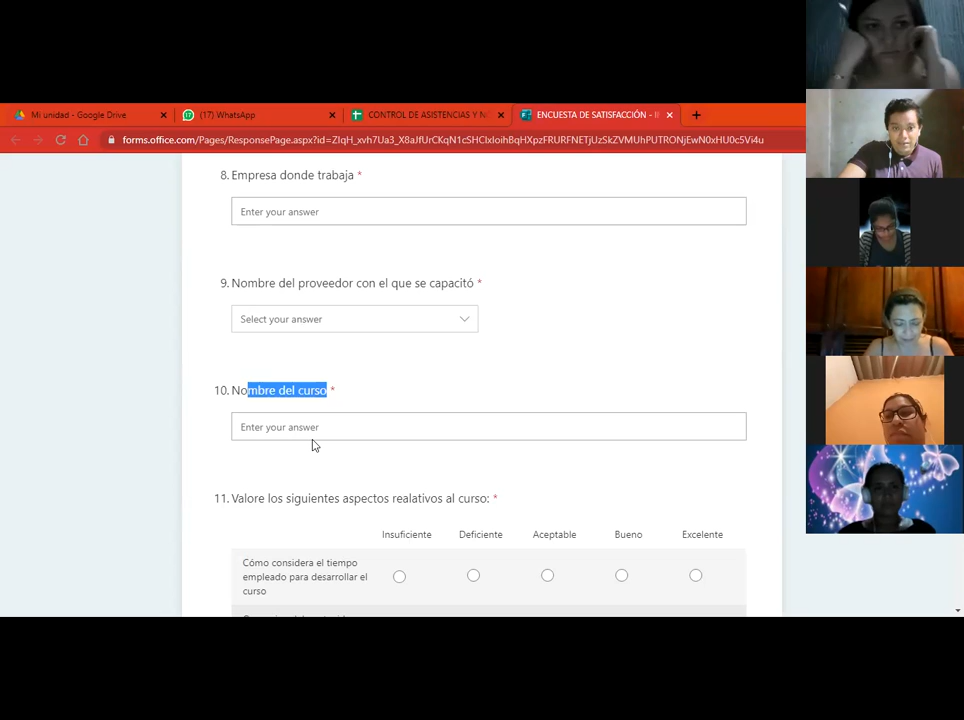 Mi unidad - Google Drive
(17) WhatsApp
CONTROL DE ASISTENCIAS Y N
ENCUESTA DE SATISFACCIÓN - I
forms.office.com/Pages/ResponsePage.aspx?id=ZIqH_xvh7Ua3_X8aJfUrCKqN1cSHCIxloihBqHXpzFRURFNETjUzSkZVMUhPUTRONjEwN0xHU0c5Vi4u
8. Empresa donde trabaja *
Enter your answer
9. Nombre del proveedor con el que se capacitó *
Select your answer
10. Nombre del curso *
Enter your answer
11. Valore los siguientes aspectos realativos al curso: *
Insuficiente Deficiente Aceptable Bueno Excelente
Cómo considera el tiempo
empleado para desarrollar el
curso